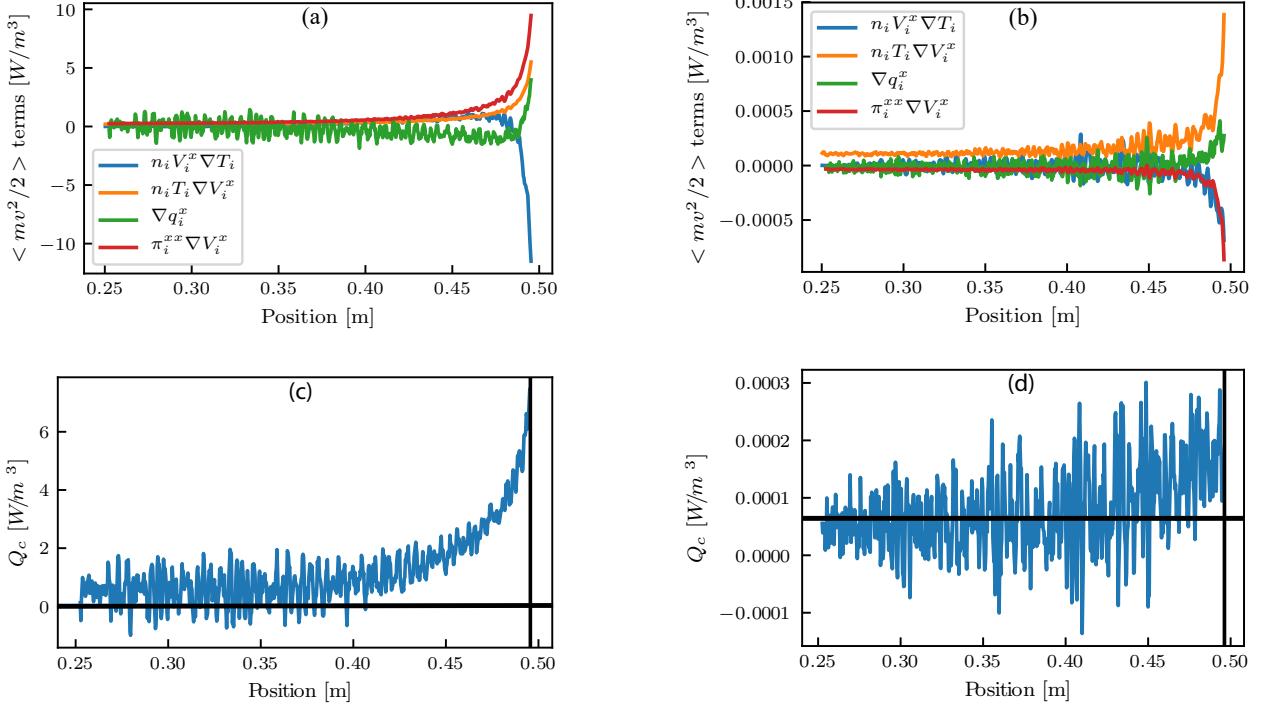 (a)
10
5
0
−5
−10
< mv²/2 > terms [W/m³]
n_i V_i^x ∇T_i
n_i T_i ∇V_i^x
∇q_i^x
π_i^{xx} ∇V_i^x
0.25 0.30 0.35 0.40 0.45 0.50
Position [m]
(b)
0.0015
0.0010
0.0005
0.0000
−0.0005
< mv²/2 > terms [W/m³]
n_i V_i^x ∇T_i
n_i T_i ∇V_i^x
∇q_i^x
π_i^{xx} ∇V_i^x
0.25 0.30 0.35 0.40 0.45 0.50
Position [m]
(c)
6
4
2
0
Q_c [W/m ³]
0.25 0.30 0.35 0.40 0.45 0.50
Position [m]
(d)
0.0003
0.0002
0.0001
0.0000
−0.0001
Q_c [W/m ³]
0.25 0.30 0.35 0.40 0.45 0.50
Position [m]